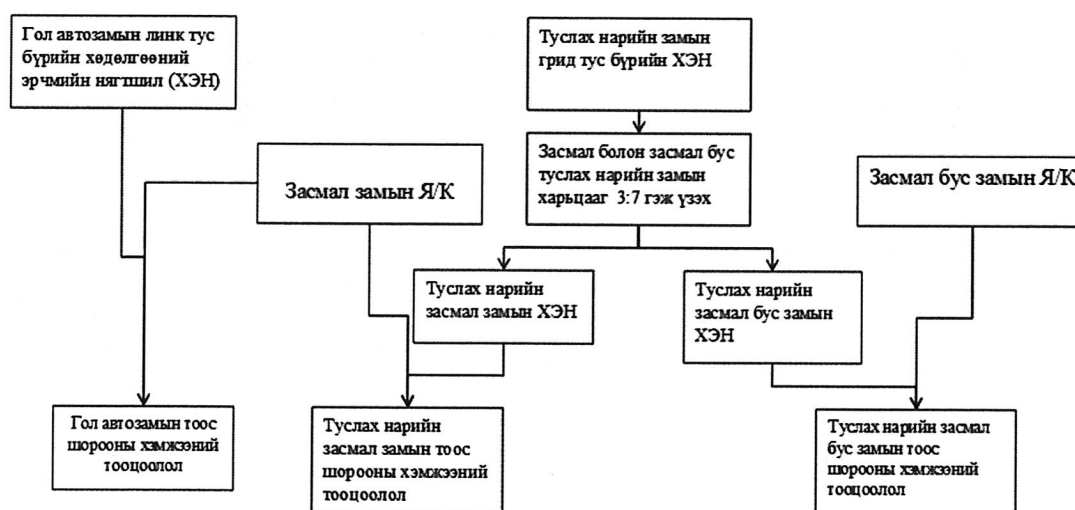 Гол автозамын линк тус
бүрийн хөдөлгөөний
эрчмийн нягтшил (ХЭН)
Туслах нарийн замын
грид тус бүрийн ХЭН
Засмал замын Я/К
Засмал болон засмал бус
туслах нарийн замын
харьцааг 3:7 гэж үзэх
Засмал бус замын Я/К
Туслах нарийн
засмал замын ХЭН
Туслах нарийн
засмал бус замын
ХЭН
Гол автозамын тоос
шорооны хэмжээний
тооцоолол
Туслах нарийн
засмал замын тоос
шорооны хэмжээний
тооцоолол
Туслах нарийн засмал
бус замын тоос
шорооны хэмжээний
тооцоолол